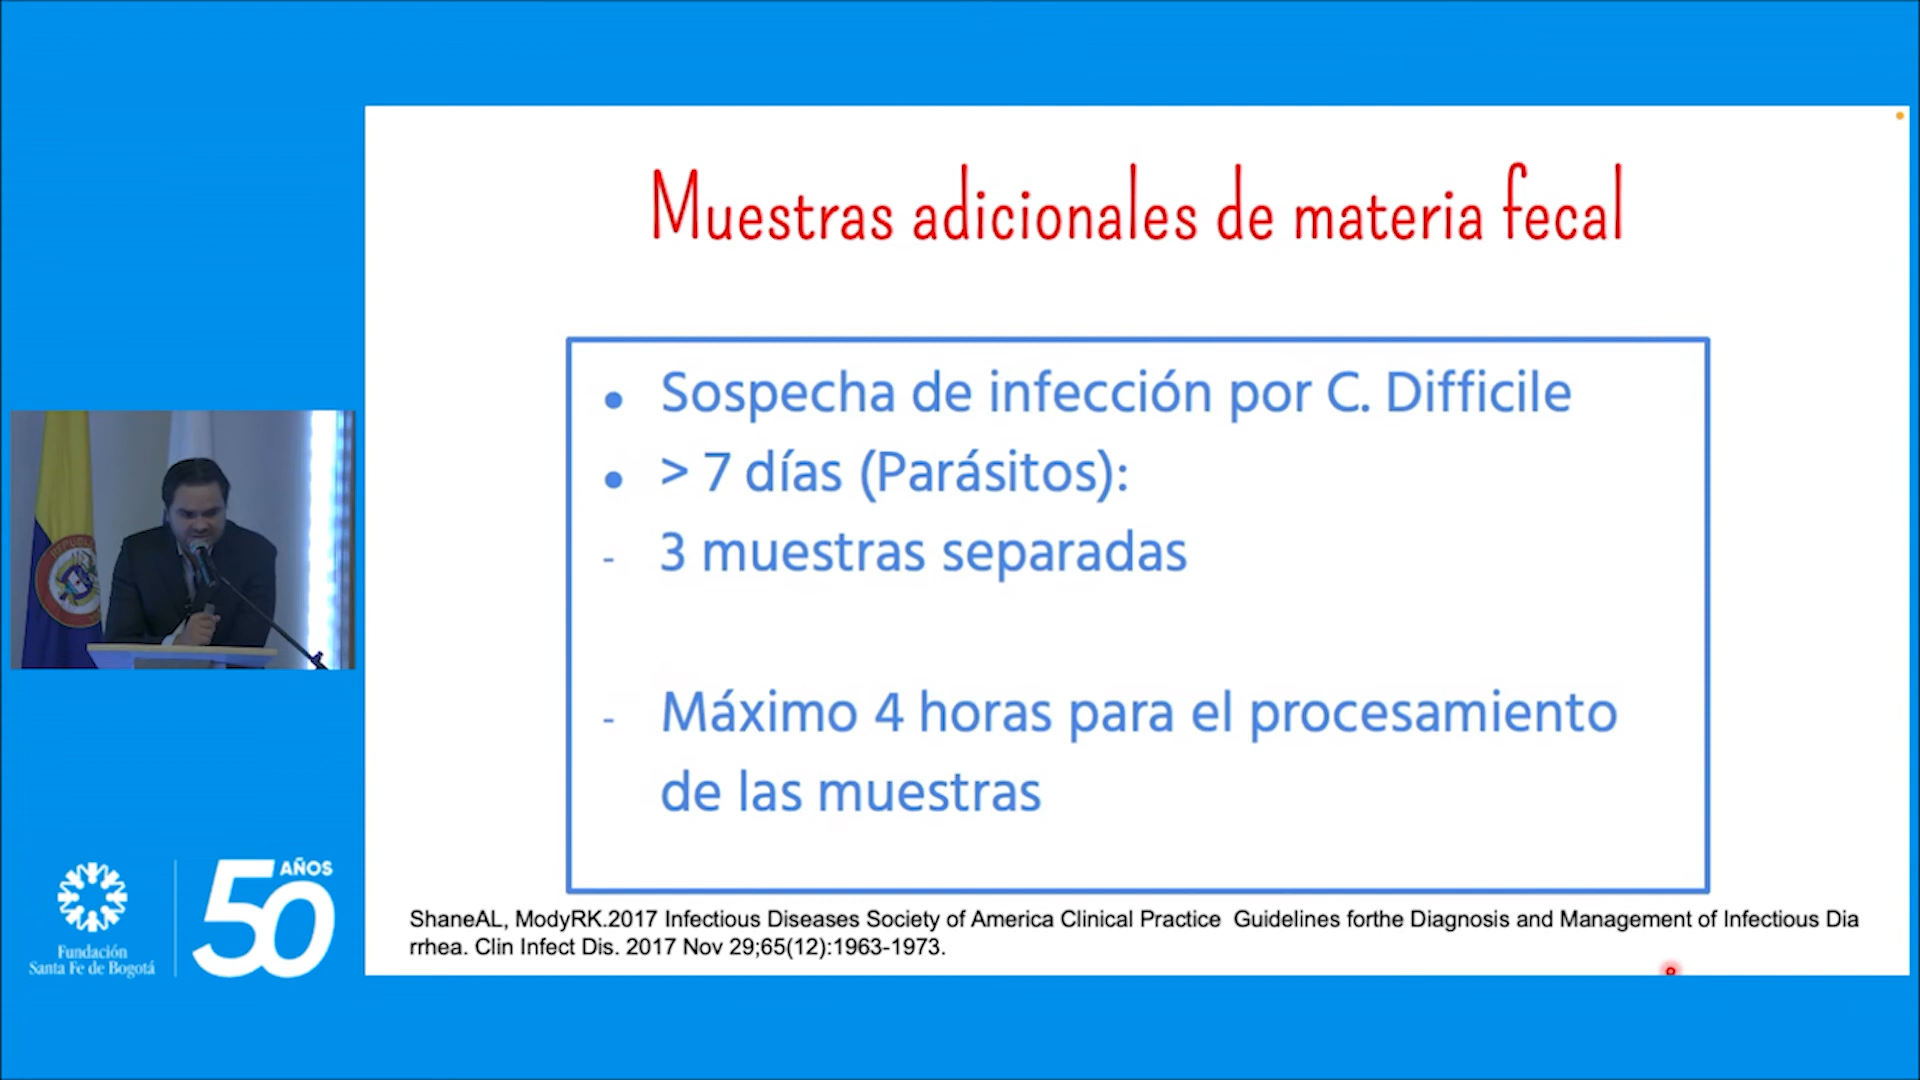 Muestras adicionales de materia fecal
• Sospecha de infección por C. Difficile
• > 7 días (Parásitos):
- 3 muestras separadas
- Máximo 4 horas para el procesamiento
de las muestras
ShaneAL, ModyRK.2017 Infectious Diseases Society of America Clinical Practice Guidelines forthe Diagnosis and Management of Infectious Dia
rrhea. Clin Infect Dis. 2017 Nov 29;65(12):1963-1973.
Fundación
Santa Fe de Bogotá
50 AÑOS